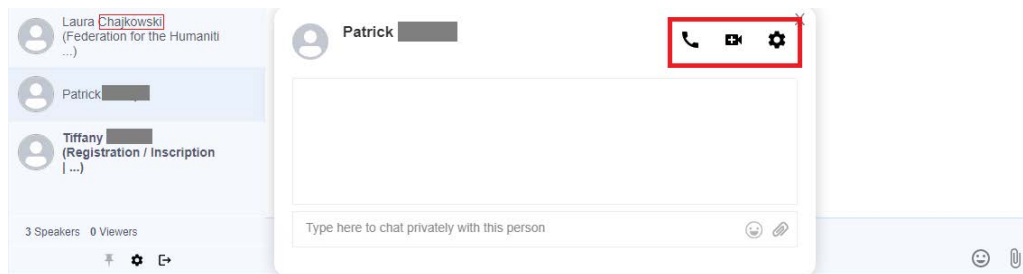 Laura Chajkowski
(Federation for the Humaniti
...)
Patrick
Tiffany
(Registration / Inscription
| ...)
3 Speakers 0 Viewers
Patrick
X
Type here to chat privately with this person